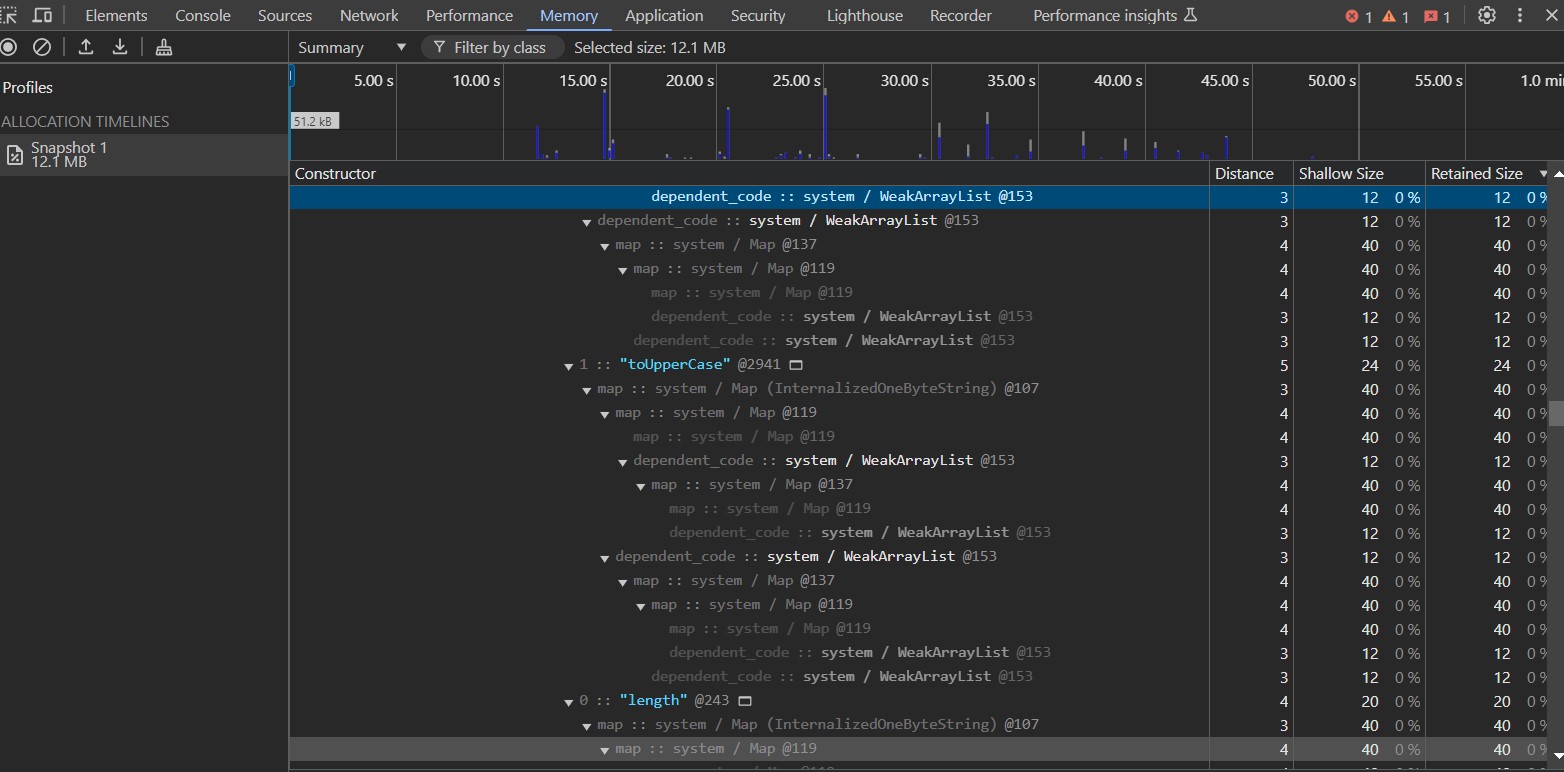 Elements Console Sources Network Performance Memory Application Security Lighthouse Recorder Performance insights 1 1 1
Summary Filter by class Selected size: 12.1 MB
Profiles
ALLOCATION TIMELINES
Snapshot 1
12.1 MB
5.00 s 10.00 s 15.00 s 20.00 s 25.00 s 30.00 s 35.00 s 40.00 s 45.00 s 50.00 s 55.00 s 1.0 mi
51.2 kB
Constructor Distance Shallow Size Retained Size
dependent_code :: system / WeakArrayList @153 3 12 0 % 12 0 %
dependent_code :: system / WeakArrayList @153 3 12 0 % 12 0 %
map :: system / Map @137 4 40 0 % 40 0 %
map :: system / Map @119 4 40 0 % 40 0 %
map :: system / Map @119 4 40 0 % 40 0 %
dependent_code :: system / WeakArrayList @153 3 12 0 % 12 0 %
dependent_code :: system / WeakArrayList @153 3 12 0 % 12 0 %
1 :: "toUpperCase" @2941 5 24 0 % 24 0 %
map :: system / Map (InternalizedOneByteString) @107 3 40 0 % 40 0 %
map :: system / Map @119 4 40 0 % 40 0 %
map :: system / Map @119 4 40 0 % 40 0 %
dependent_code :: system / WeakArrayList @153 3 12 0 % 12 0 %
map :: system / Map @137 4 40 0 % 40 0 %
map :: system / Map @119 4 40 0 % 40 0 %
dependent_code :: system / WeakArrayList @153 3 12 0 % 12 0 %
dependent_code :: system / WeakArrayList @153 3 12 0 % 12 0 %
map :: system / Map @137 4 40 0 % 40 0 %
map :: system / Map @119 4 40 0 % 40 0 %
map :: system / Map @119 4 40 0 % 40 0 %
dependent_code :: system / WeakArrayList @153 3 12 0 % 12 0 %
dependent_code :: system / WeakArrayList @153 3 12 0 % 12 0 %
0 :: "length" @243 4 20 0 % 20 0 %
map :: system / Map (InternalizedOneByteString) @107 3 40 0 % 40 0 %
map :: system / Map @119 4 40 0 % 40 0 %